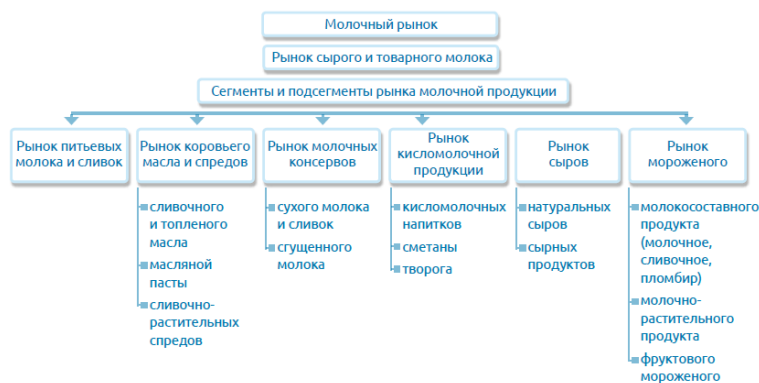 Молочный рынок
Рынок сырого и товарного молока
Сегменты и подсегменты рынка молочной продукции
Рынок питьевых
молока и сливок
Рынок коровьего
масла и спредов
сливочного
и топленого
масла
масляной
пасты
сливочно-
растительных
спредов
Рынок молочных
консервов
сухого молока
и сливок
сгущенного
молока
Рынок
кисломолочной
продукции
кисломолочных
напитков
сметаны
творога
Рынок
сыров
натуральных
сыров
сырных
продуктов
Рынок
мороженого
молокосоставного
продукта
(молочное,
сливочное,
пломбир)
молочно-
растительного
продукта
фруктового
мороженого